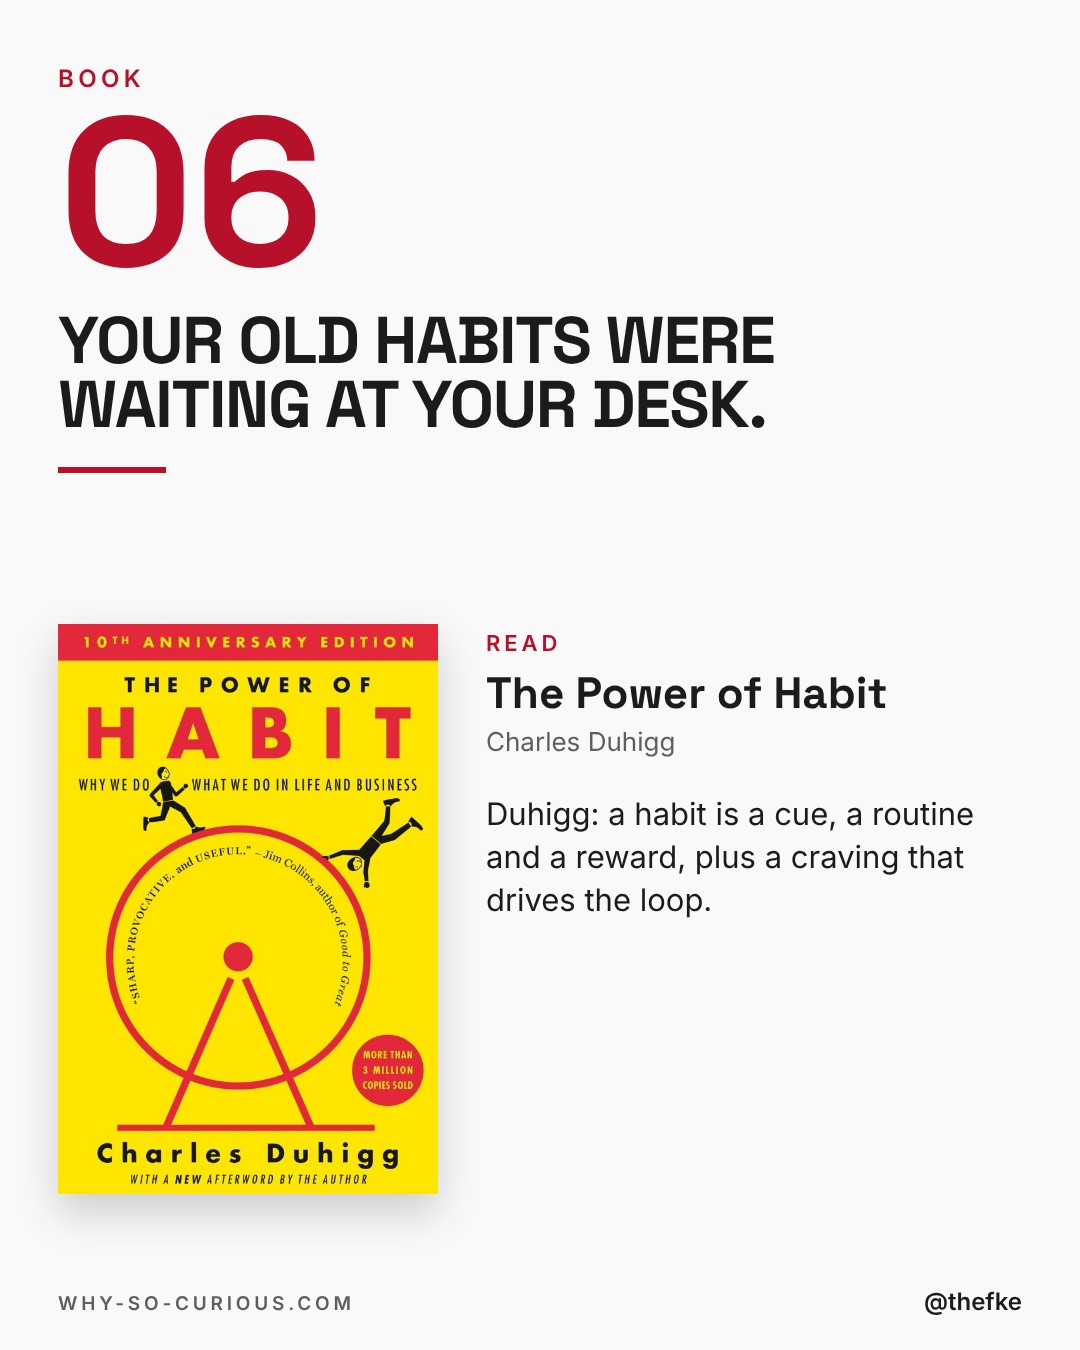 BOOK
06
YOUR OLD HABITS WERE
WAITING AT YOUR DESK.
10TH ANNIVERSARY EDITION
THE POWER OF
HABIT
WHY WE DO WHAT WE DO IN LIFE AND BUSINESS
"SHARP, PROVOCATIVE, and USEFUL." – Jim Collins, author of Good to Great
MORE THAN
3 MILLION
COPIES SOLD
Charles Duhigg
WITH A NEW AFTERWORD BY THE AUTHOR
READ
The Power of Habit
Charles Duhigg
Duhigg: a habit is a cue, a routine
and a reward, plus a craving that
drives the loop.
WHY-SO-CURIOUS.COM
@thefke